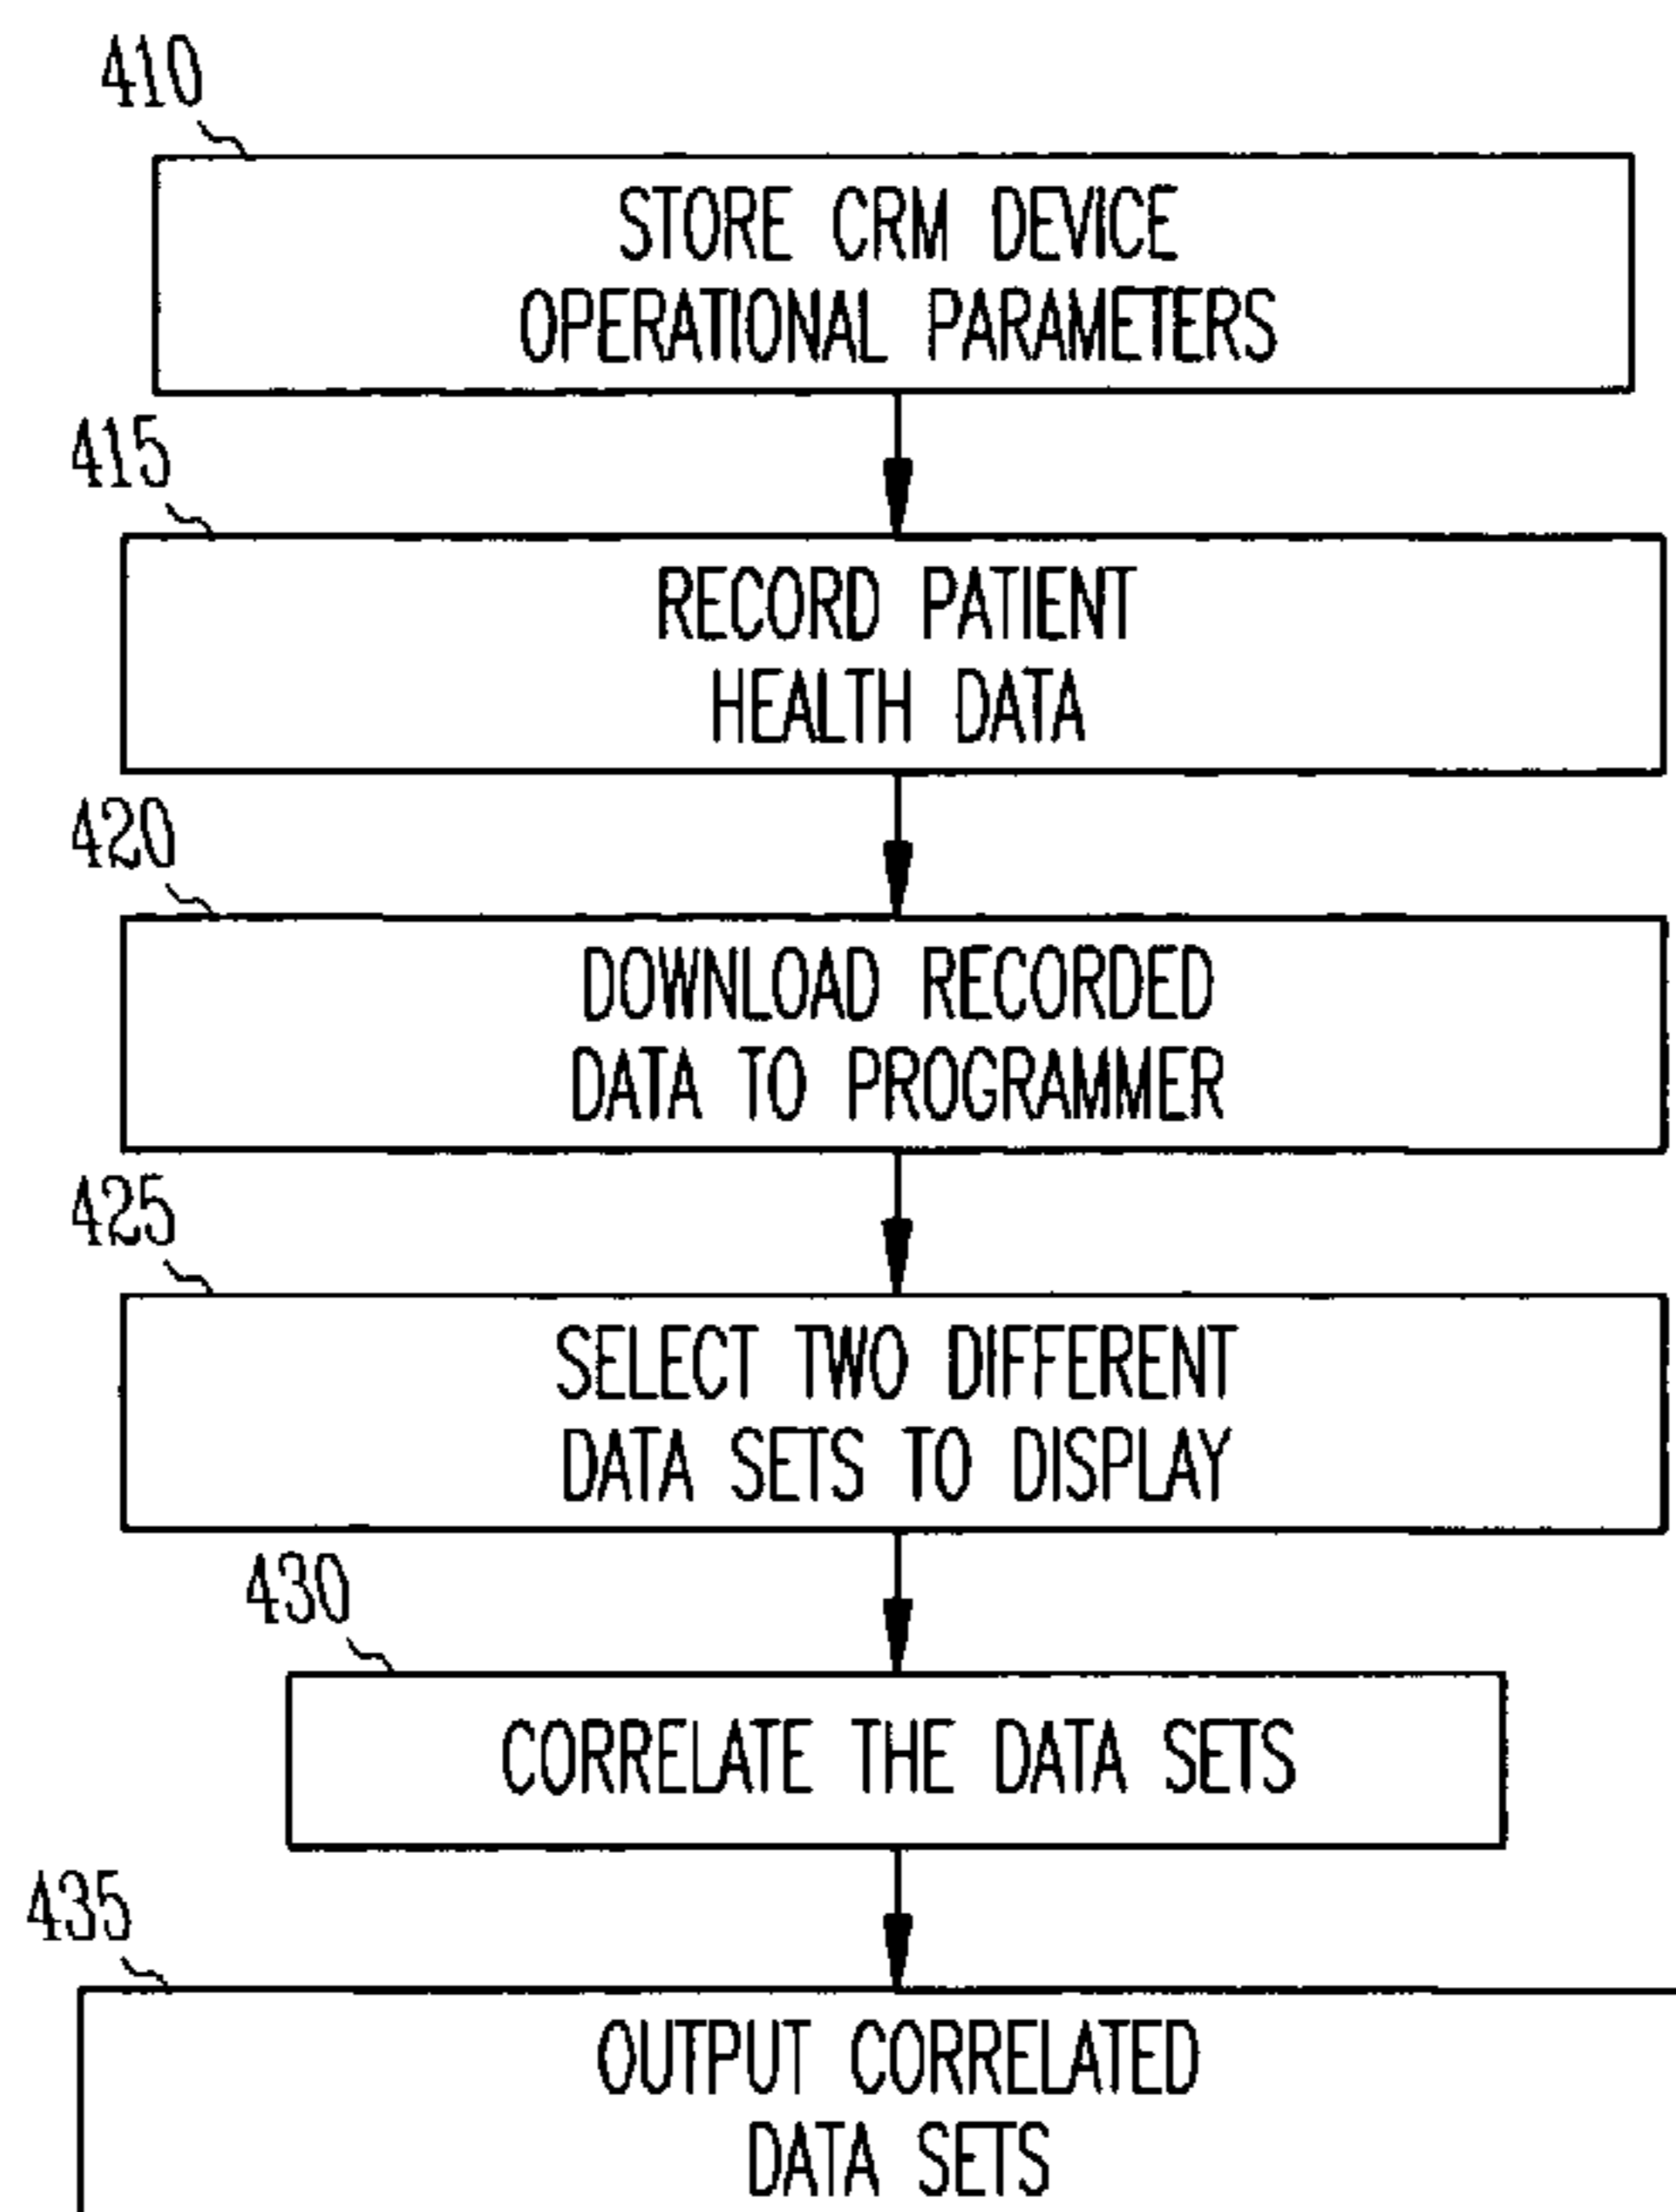 410
STORE CRM DEVICE
OPERATIONAL PARAMETERS
415
RECORD PATIENT
HEALTH DATA
420
DOWNLOAD RECORDED
DATA TO PROGRAMMER
425
SELECT TWO DIFFERENT
DATA SETS TO DISPLAY
430
CORRELATE THE DATA SETS
435
OUTPUT CORRELATED
DATA SETS